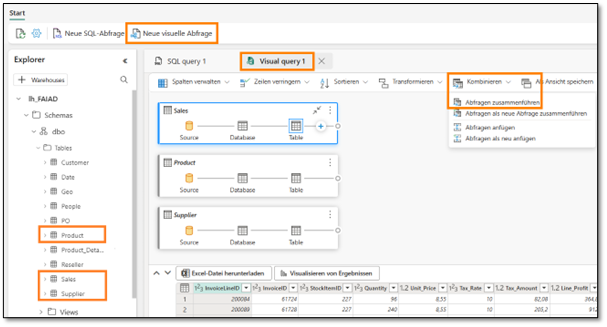 Start
Neue SQL-Abfrage
Neue visuelle Abfrage
Explorer
+ Warehouses
lh_FAIAD
Schemas
dbo
Tables
Customer
Date
Geo
People
PO
Product
Product_Deta...
Reseller
Sales
Supplier
Views
SQL query 1
Visual query 1
Spalten verwalten
Zeilen verringern
Sortieren
Transformieren
Kombinieren
Als Ansicht speichern
Abfragen zusammenführen
Abfragen als neue Abfrage zusammenführen
Abfragen anfügen
Abfragen als neu anfügen
Sales
Source Database Table
Product
Source Database Table
Supplier
Source Database Table
Excel-Datei herunterladen
Visualisieren von Ergebnissen
InvoiceLineID InvoiceID StockItemID Quantity Unit_Price Tax_Rate Tax_Amount Line_Profit
1 200084 61724 227 96 8,55 10 82,08 364,8
2 200089 61728 227 240 8,55 10 205,2 912